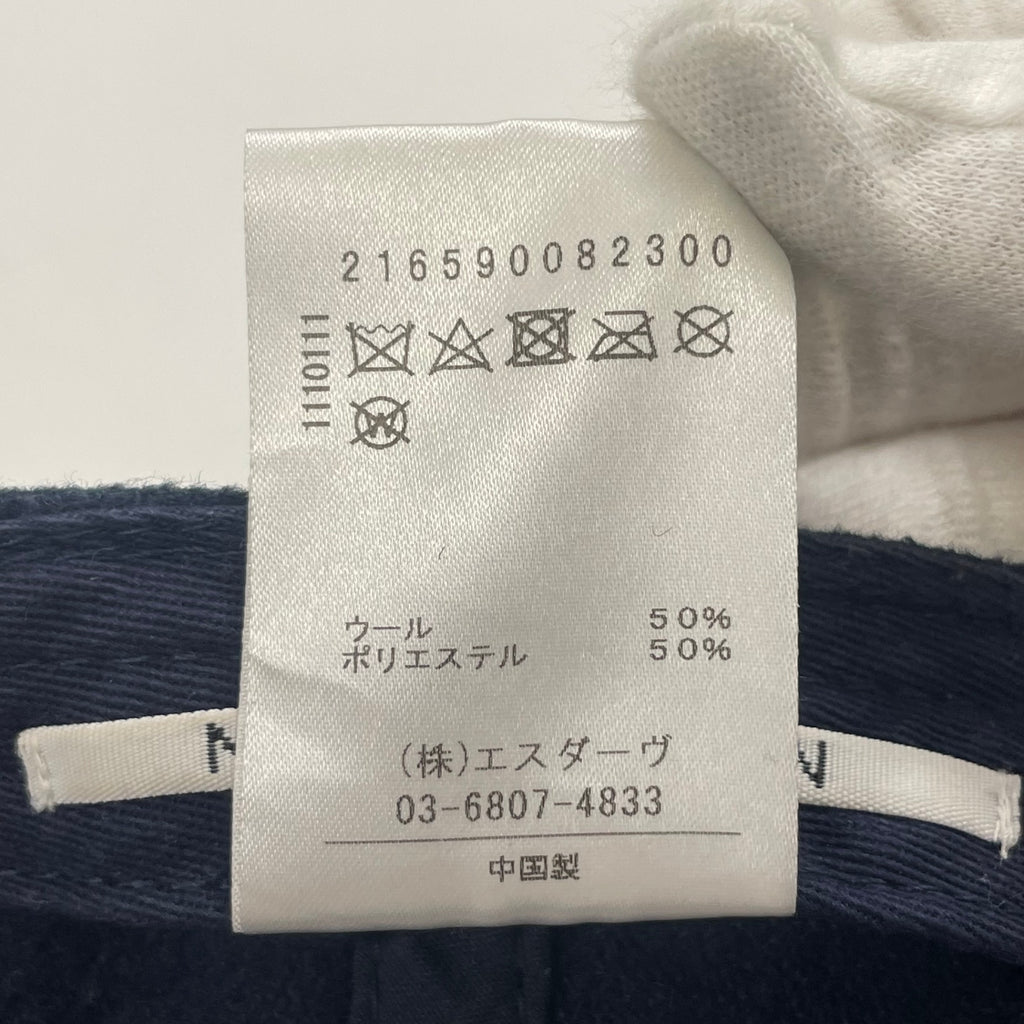 216590082300
1110111
W
ウール 50%
ポリエステル 50%
(株)エスダーヴ
03-6807-4833
中国製
N